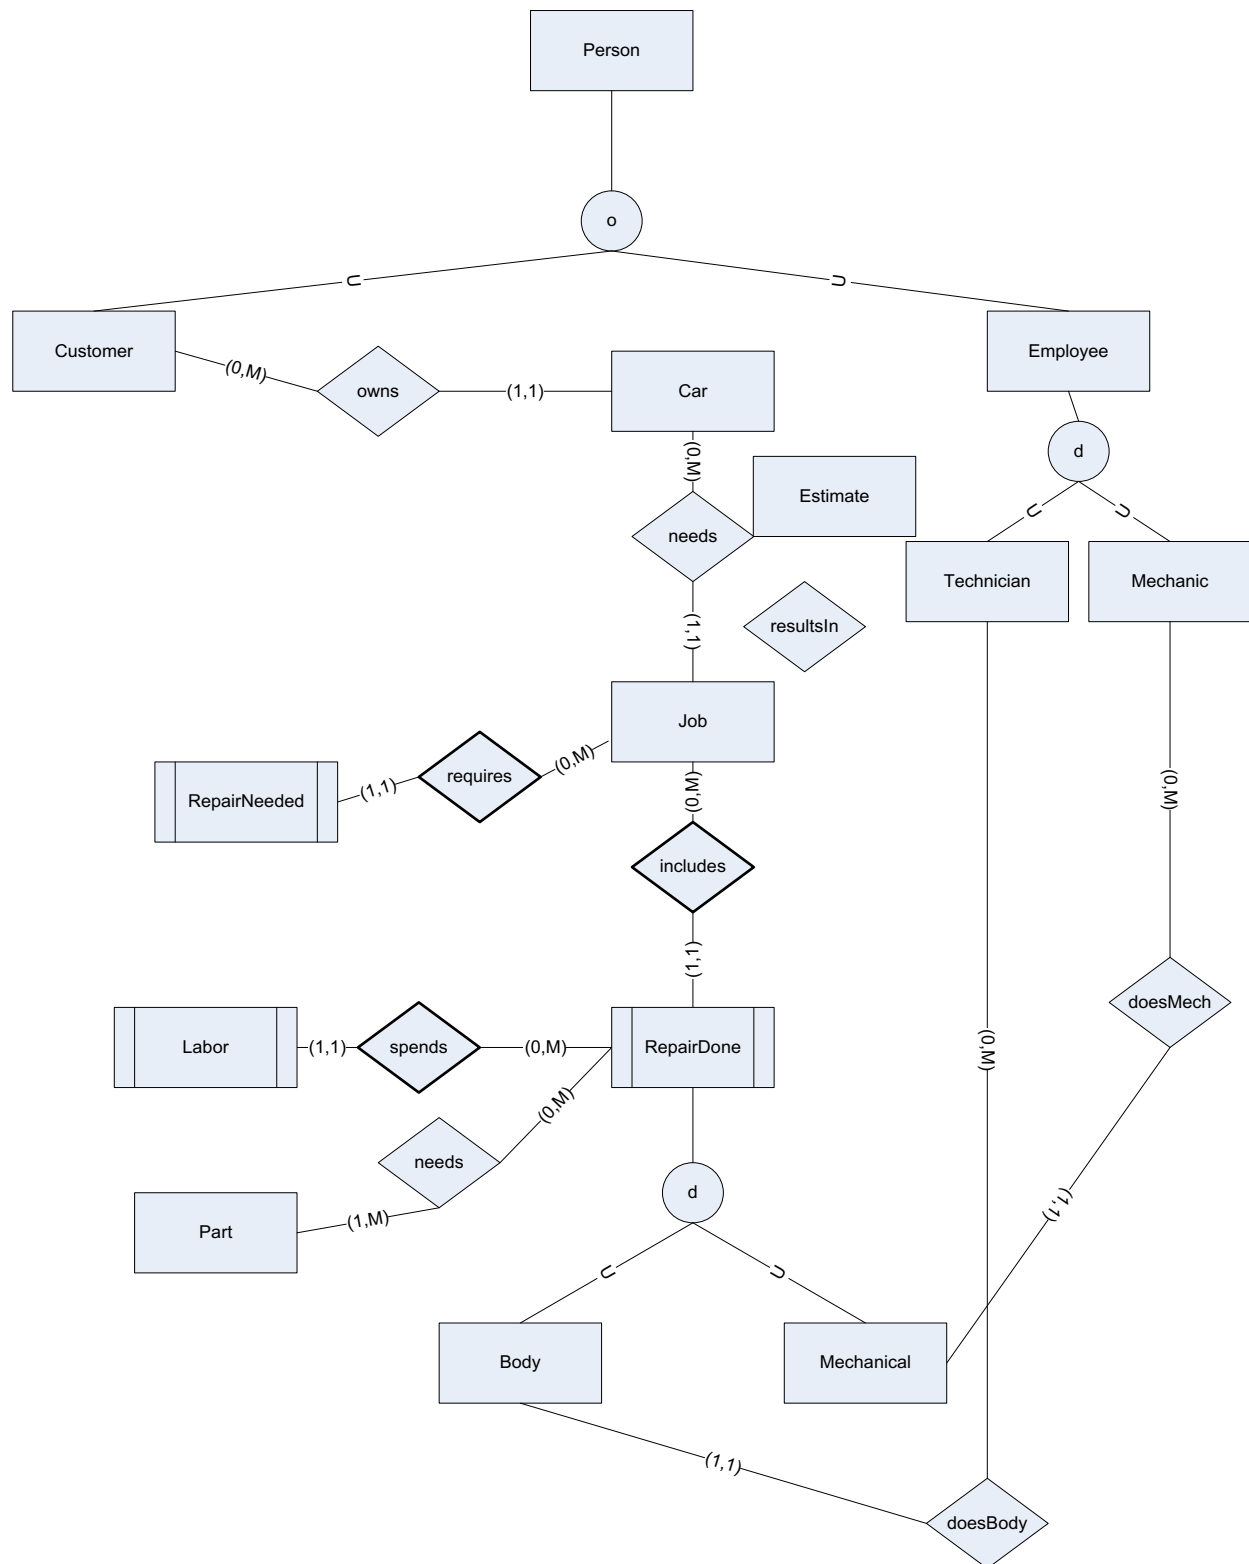 Person
o
U
U
Customer
Employee
(0,M)
owns
(1,1)
Car
d
(0,M)
Estimate
needs
U
U
Technician
Mechanic
(1,1)
resultsIn
Job
requires
(0,M)
(1,1)
RepairNeeded
(0,M)
(0,M)
includes
(1,1)
doesMech
Labor
(1,1)
spends
(0,M)
RepairDone
(0,M)
(0,M)
needs
d
Part
(1,M)
(1,1)
U
U
Body
Mechanical
(1,1)
doesBody